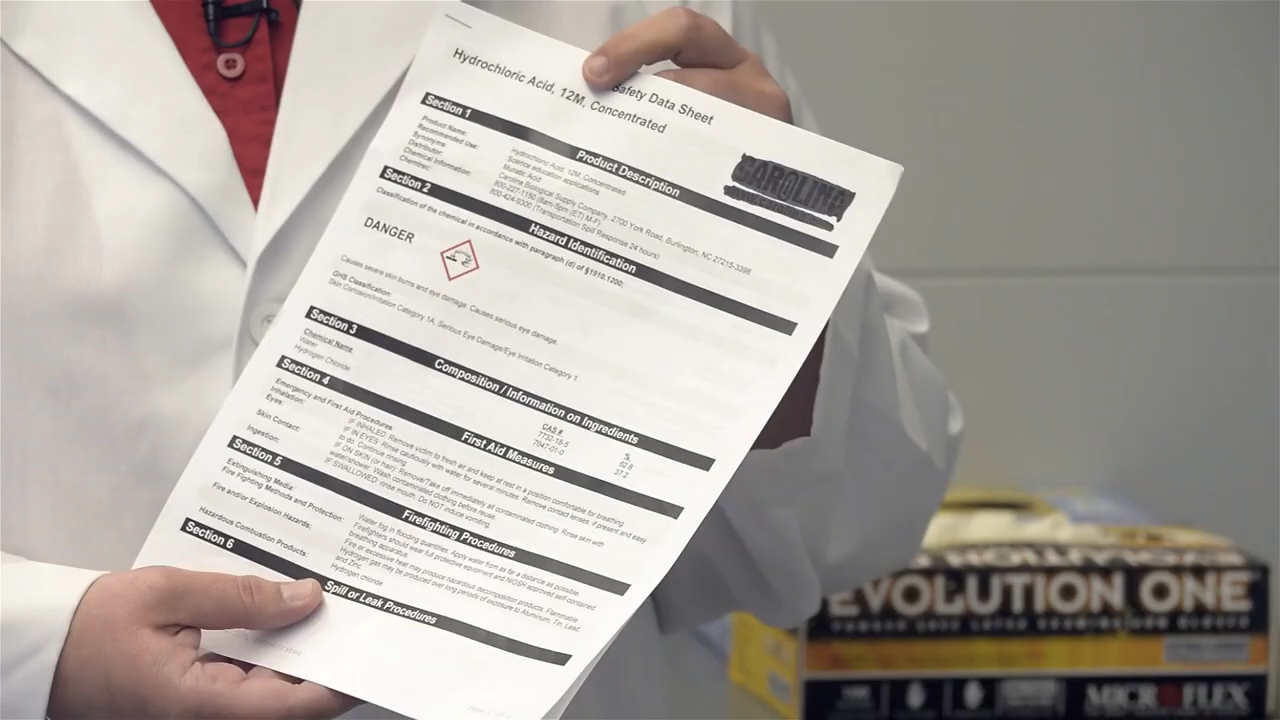 Safety Data Sheet
Hydrochloric Acid, 12M, Concentrated
CAROLINA
Section 1 Product Description
Product Name: Hydrochloric Acid, 12M, Concentrated
Recommended Use: Science education applications
Synonyms: Muriatic Acid
Distributor: Carolina Biological Supply Company, 2700 York Road, Burlington, NC 27215-3398
Chemical Information: 800-227-1150 (8am-5pm (ET) M-F)
Chemtrec: 800-424-9300 (Transportation Spill Response 24 hours)
Section 2 Hazard Identification
Classification of the chemical in accordance with paragraph (d) of §1910.1200;
DANGER
Causes severe skin burns and eye damage. Causes serious eye damage.
GHS Classification:
Skin Corrosion/Irritation Category 1A, Serious Eye Damage/Eye Irritation Category 1
Section 3 Composition / Information on Ingredients
Chemical Name CAS # %
Water 7732-18-5 62.8
Hydrogen Chloride 7647-01-0 37.2
Section 4 First Aid Measures
Emergency and First Aid Procedures
Inhalation: IF INHALED: Remove victim to fresh air and keep at rest in a position comfortable for breathing.
Eyes: IF IN EYES: Rinse cautiously with water for several minutes. Remove contact lenses, if present and easy
to do. Continue rinsing.
Skin Contact: IF ON SKIN (or hair): Remove/Take off immediately all contaminated clothing. Rinse skin with
water/shower. Wash contaminated clothing before reuse.
Ingestion: IF SWALLOWED: rinse mouth. Do NOT induce vomiting.
Section 5 Firefighting Procedures
Extinguishing Media: Water fog in flooding quantities. Apply water from as far a distance as possible.
Fire Fighting Methods and Protection: Firefighters should wear full protective equipment and NIOSH approved self-contained
breathing apparatus.
Fire and/or Explosion Hazards: Fire or excessive heat may produce hazardous decomposition products. Flammable
Hydrogen gas may be produced over long periods of exposure to Aluminum, Tin, Lead
and Zinc.
Hazardous Combustion Products: Hydrogen chloride
Section 6 Spill or Leak Procedures
EVOLUTION ONE
MICROFLEX